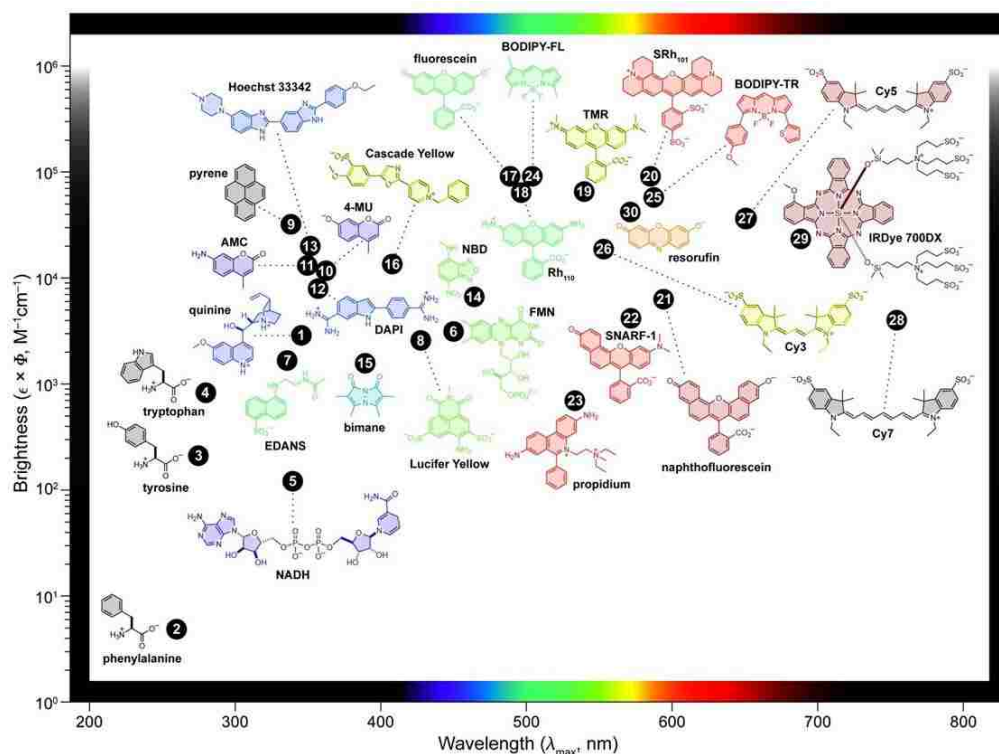 Brightness (ϵ × Φ, M⁻¹cm⁻¹)
10⁶
10⁵
10⁴
10³
10²
10¹
10⁰
200
300
400
500
600
700
800
Wavelength (λmax, nm)
Hoechst 33342
fluorescein
BODIPY-FL
SRh₁₀₁
BODIPY-TR
Cy5
TMR
Cascade Yellow
pyrene
4-MU
AMC
NBD
Rh₁₁₀
resorufin
IRDye 700DX
quinine
DAPI
FMN
SNARF-1
Cy3
tryptophan
EDANS
bimane
Lucifer Yellow
propidium
naphthofluorescein
Cy7
tyrosine
NADH
phenylalanine
17
24
18
19
20
25
30
27
29
9
13
11
10
12
16
26
14
21
28
1
7
15
8
6
22
4
23
3
5
2